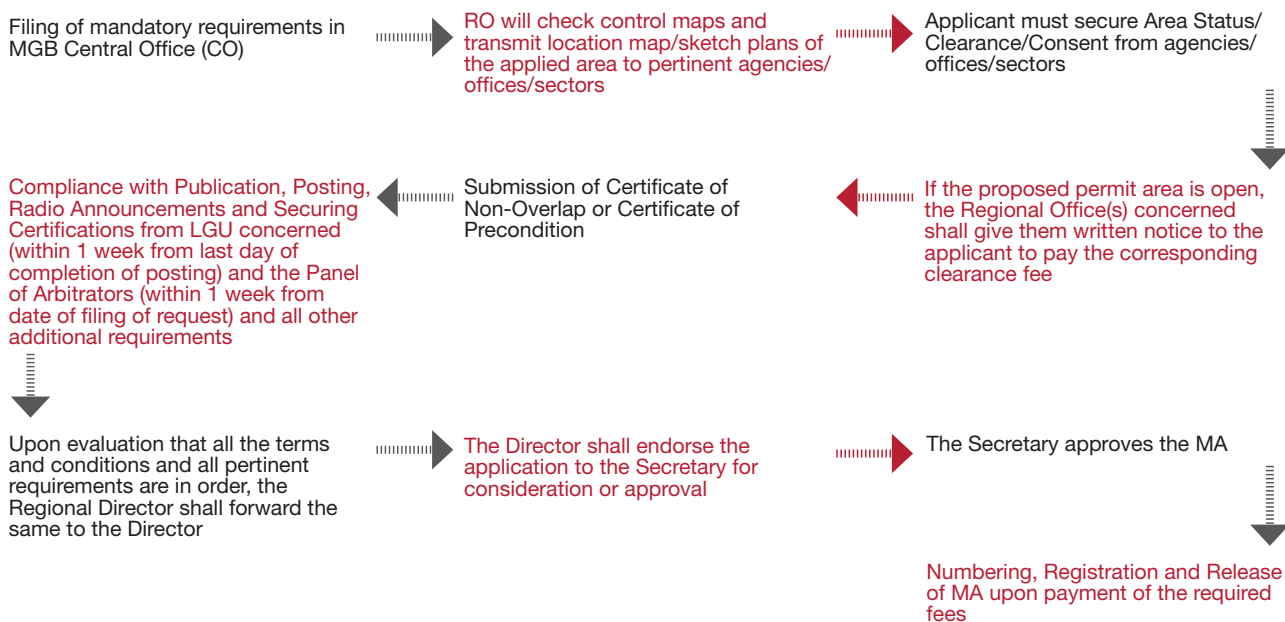 Filing of mandatory requirements in
MGB Central Office (CO)
RO will check control maps and
transmit location map/sketch plans of
the applied area to pertinent agencies/
offices/sectors
Applicant must secure Area Status/
Clearance/Consent from agencies/
offices/sectors
If the proposed permit area is open,
the Regional Office(s) concerned
shall give them written notice to the
applicant to pay the corresponding
clearance fee
Submission of Certificate of
Non-Overlap or Certificate of
Precondition
Compliance with Publication, Posting,
Radio Announcements and Securing
Certifications from LGU concerned
(within 1 week from last day of
completion of posting) and the Panel
of Arbitrators (within 1 week from
date of filing of request) and all other
additional requirements
Upon evaluation that all the terms
and conditions and all pertinent
requirements are in order, the
Regional Director shall forward the
same to the Director
The Director shall endorse the
application to the Secretary for
consideration or approval
The Secretary approves the MA
Numbering, Registration and Release
of MA upon payment of the required
fees